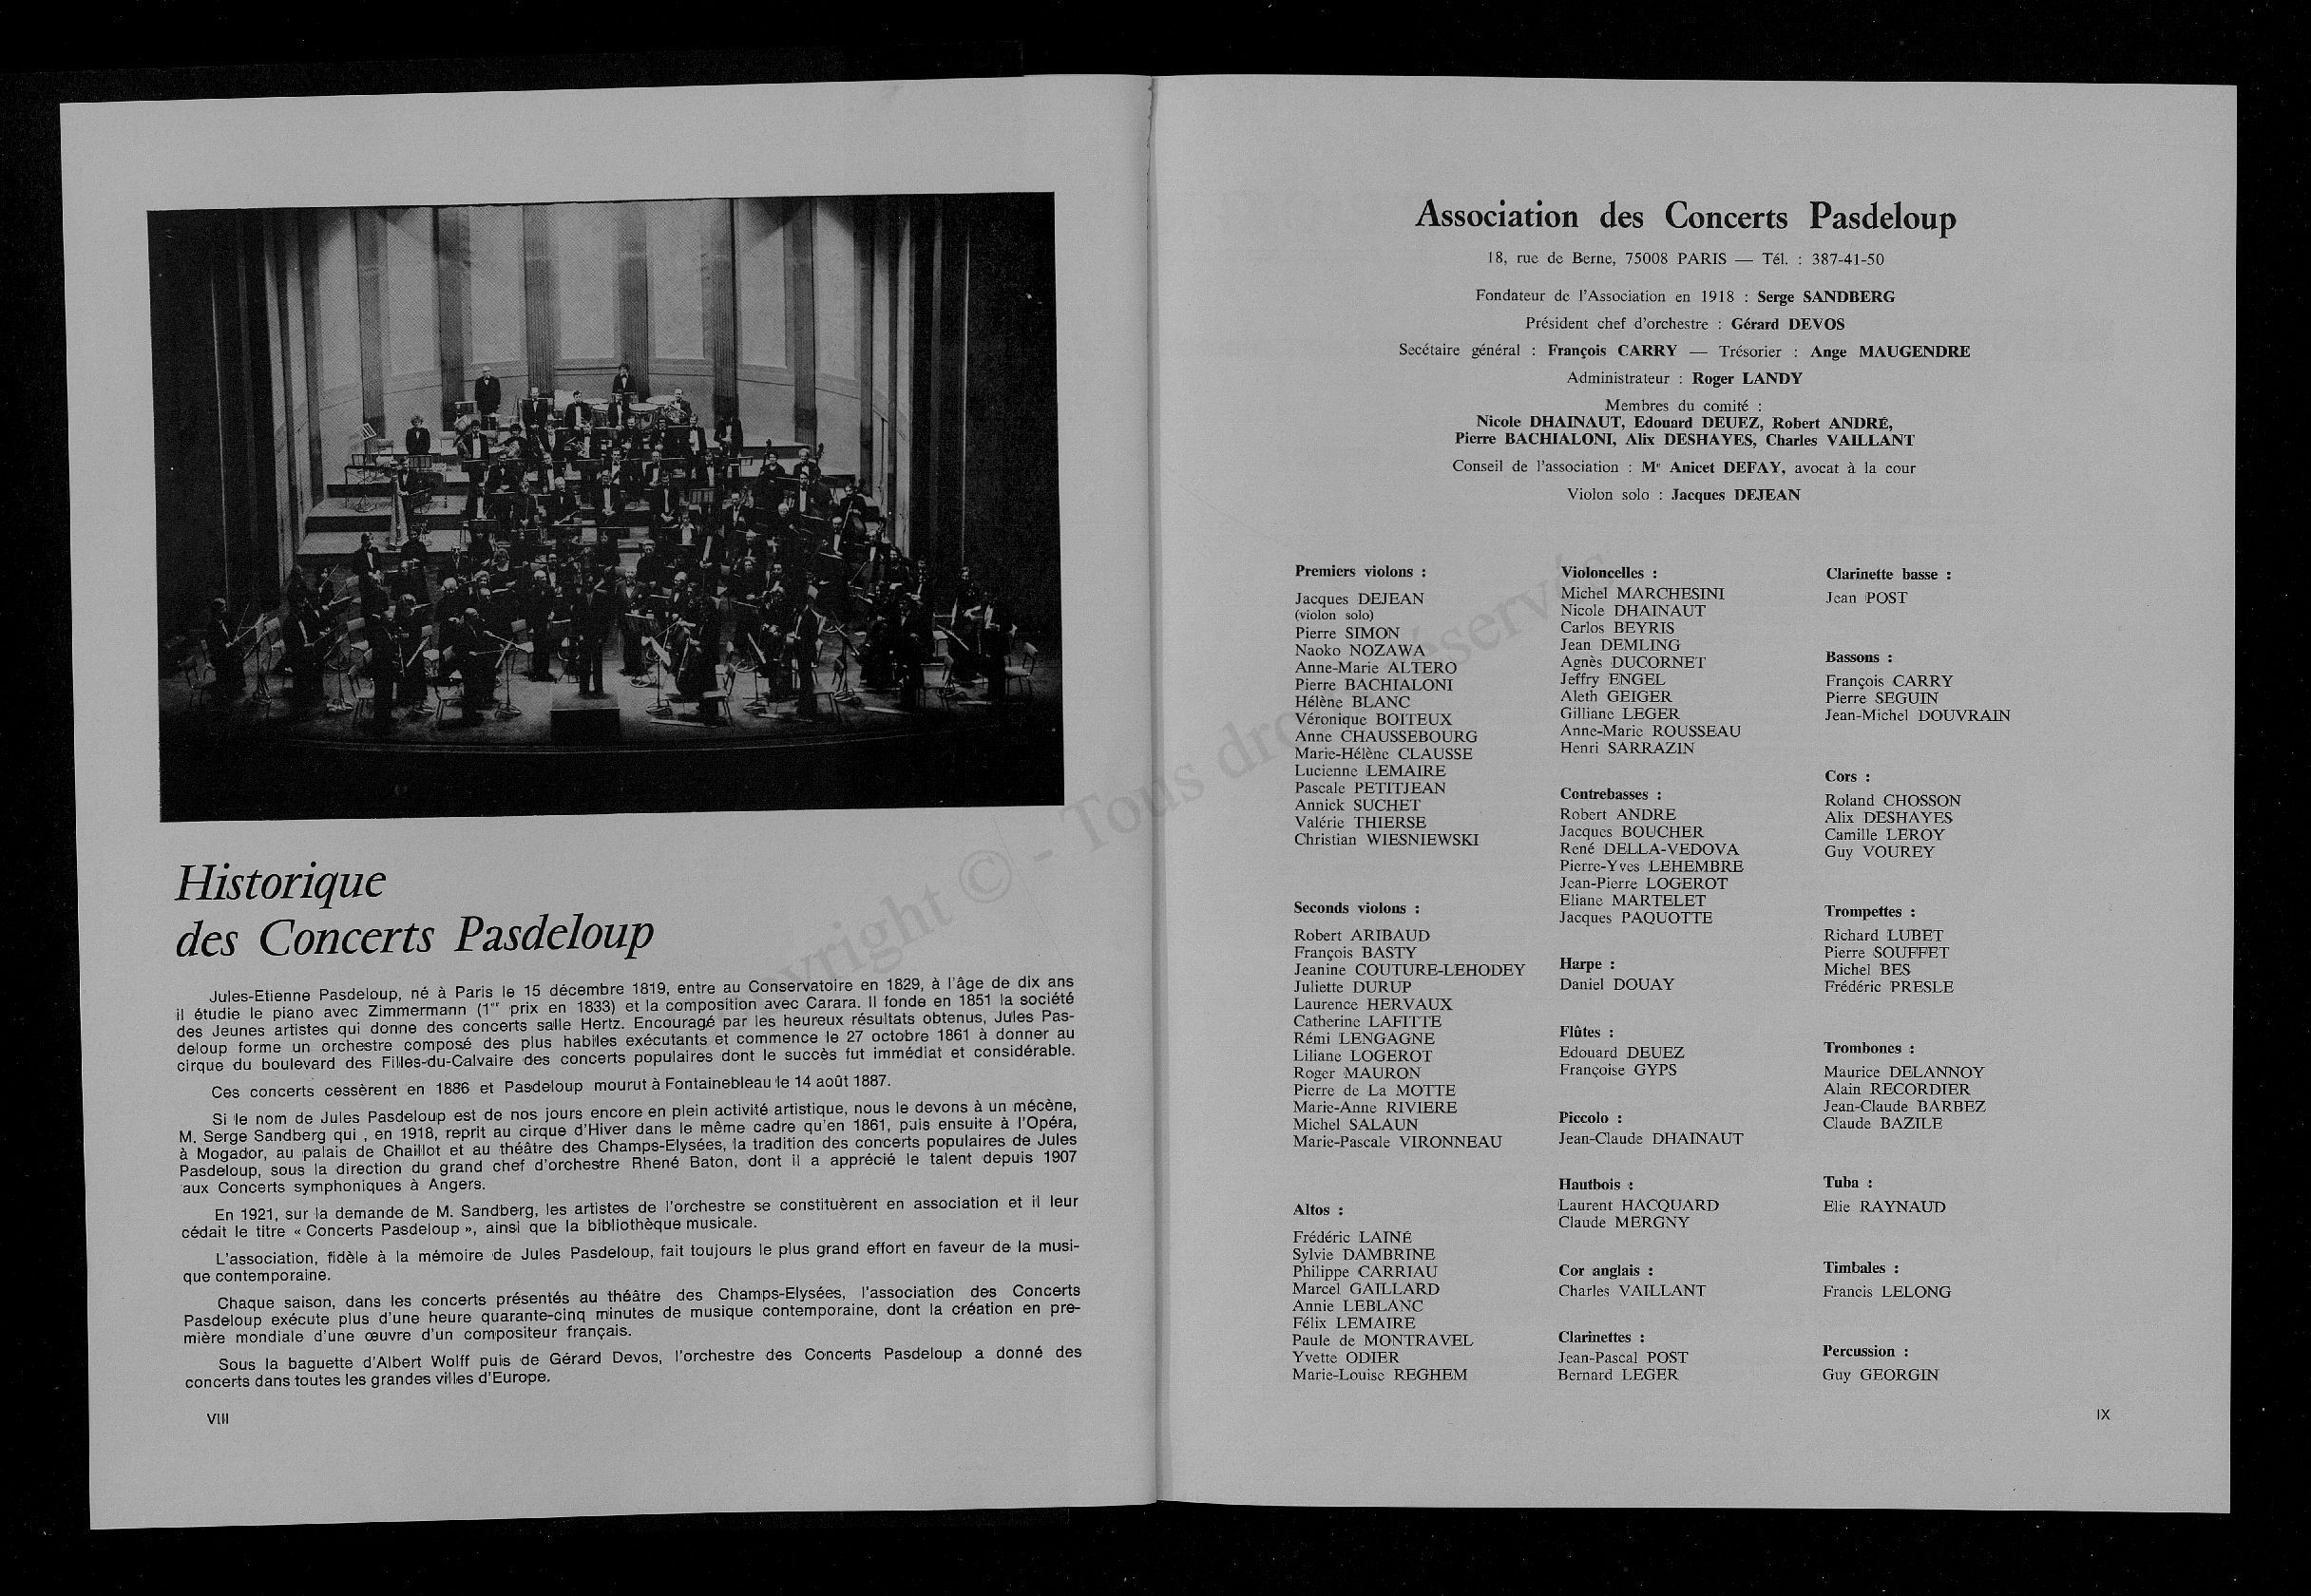 Historique
des Concerts Pasdeloup
Jules-Etienne Pasdeloup, né à Paris le 15 décembre 1819, entre au Conservatoire en 1829, à l'âge de dix ans
il étudie le piano avec Zimmermann (1er prix en 1833) et la composition avec Carara. Il fonde en 1851 la société
des Jeunes artistes qui donne des concerts salle Hertz. Encouragé par les heureux résultats obtenus, Jules Pas-
deloup forme un orchestre composé des plus habiles exécutants et commence le 27 octobre 1861 à donner au
cirque du boulevard des Filles-du-Calvaire des concerts populaires dont le succès fut immédiat et considérable.
Ces concerts cessèrent en 1886 et Pasdeloup mourut à Fontainebleau le 14 août 1887.
Si le nom de Jules Pasdeloup est de nos jours encore en plein activité artistique, nous le devons à un mécène,
M. Serge Sandberg qui , en 1918, reprit au cirque d'Hiver dans le même cadre qu'en 1861, puis ensuite à l'Opéra,
à Mogador, au palais de Chaillot et au théâtre des Champs-Elysées, la tradition des concerts populaires de Jules
Pasdeloup, sous la direction du grand chef d'orchestre Rhené Baton, dont il a apprécié le talent depuis 1907
aux Concerts symphoniques à Angers.
En 1921, sur la demande de M. Sandberg, les artistes de l'orchestre se constituèrent en association et il leur
cédait le titre « Concerts Pasdeloup », ainsi que la bibliothèque musicale.
L'association, fidèle à la mémoire de Jules Pasdeloup, fait toujours le plus grand effort en faveur de la musi-
que contemporaine.
Chaque saison, dans les concerts présentés au théâtre des Champs-Elysées, l'association des Concerts
Pasdeloup exécute plus d'une heure quarante-cinq minutes de musique contemporaine, dont la création en pre-
mière mondiale d'une œuvre d'un compositeur français.
Sous la baguette d'Albert Wolff puis de Gérard Devos, l'orchestre des Concerts Pasdeloup a donné des
concerts dans toutes les grandes villes d'Europe.
VIII
Association des Concerts Pasdeloup
18, rue de Berne, 75008 PARIS — Tél. : 387-41-50
Fondateur de l'Association en 1918 : Serge SANDBERG
Président chef d'orchestre : Gérard DEVOS
Secétaire général : François CARRY — Trésorier : Ange MAUGENDRE
Administrateur : Roger LANDY
Membres du comité :
Nicole DHAINAUT, Edouard DEUEZ, Robert ANDRÉ,
Pierre BACHIALONI, Alix DESHAYES, Charles VAILLANT
Conseil de l'association : Me Anicet DEFAY, avocat à la cour
Violon solo : Jacques DEJEAN
Premiers violons :
Jacques DEJEAN
(violon solo)
Pierre SIMON
Naoko NOZAWA
Anne-Marie ALTERO
Pierre BACHIALONI
Hélène BLANC
Véronique BOITEUX
Anne CHAUSSEBOURG
Marie-Hélène CLAUSSE
Lucienne LEMAIRE
Pascale PETITJEAN
Annick SUCHET
Valérie THIERSE
Christian WIESNIEWSKI
Seconds violons :
Robert ARIBAUD
François BASTY
Jeanine COUTURE-LEHODEY
Juliette DURUP
Laurence HERVAUX
Catherine LAFITTE
Rémi LENGAGNE
Liliane LOGEROT
Roger MAURON
Pierre de La MOTTE
Marie-Anne RIVIERE
Michel SALAUN
Marie-Pascale VIRONNEAU
Altos :
Frédéric LAINÉ
Sylvie DAMBRINE
Philippe CARRIAU
Marcel GAILLARD
Annie LEBLANC
Félix LEMAIRE
Paule de MONTRAVEL
Yvette ODIER
Marie-Louise REGHEM
Violoncelles :
Michel MARCHESINI
Nicole DHAINAUT
Carlos BEYRIS
Jean DEMLING
Agnès DUCORNET
Jeffry ENGEL
Aleth GEIGER
Gilliane LEGER
Anne-Marie ROUSSEAU
Henri SARRAZIN
Contrebasses :
Robert ANDRE
Jacques BOUCHER
René DELLA-VEDOVA
Pierre-Yves LEHEMBRE
Jean-Pierre LOGEROT
Eliane MARTELET
Jacques PAQUOTTE
Harpe :
Daniel DOUAY
Flûtes :
Edouard DEUEZ
Françoise GYPS
Piccolo :
Jean-Claude DHAINAUT
Hautbois :
Laurent HACQUARD
Claude MERGNY
Cor anglais :
Charles VAILLANT
Clarinettes :
Jean-Pascal POST
Bernard LEGER
Clarinette basse :
Jean POST
Bassons :
François CARRY
Pierre SEGUIN
Jean-Michel DOUVRAIN
Cors :
Roland CHOSSON
Alix DESHAYES
Camille LEROY
Guy VOUREY
Trompettes :
Richard LUBET
Pierre SOUFFET
Michel BES
Frédéric PRESLE
Trombones :
Maurice DELANNOY
Alain RECORDIER
Jean-Claude BARBEZ
Claude BAZILE
Tuba :
Elie RAYNAUD
Timbales :
Francis LELONG
Percussion :
Guy GEORGIN
IX
Copyright © - Tous droits réservés